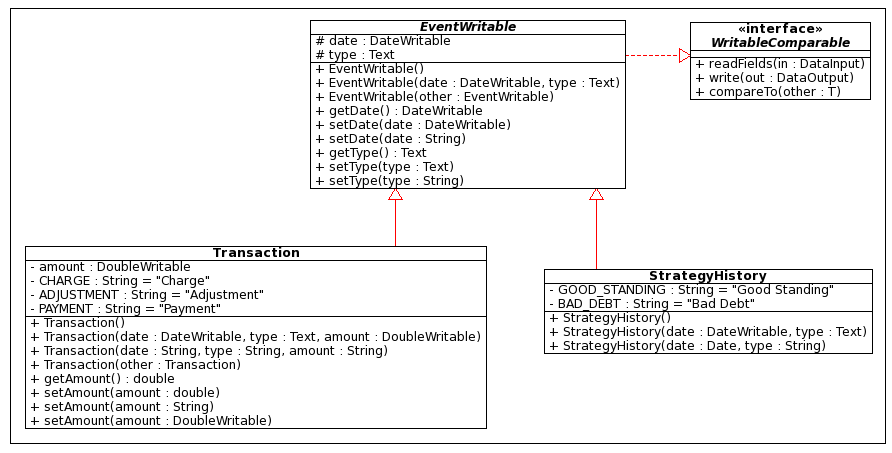 EventWritable
# date : DateWritable
# type : Text
+ EventWritable()
+ EventWritable(date : DateWritable, type : Text)
+ EventWritable(other : EventWritable)
+ getDate() : DateWritable
+ setDate(date : DateWritable)
+ setDate(date : String)
+ getType() : Text
+ setType(type : Text)
+ setType(type : String)
«interface»
WritableComparable
+ readFields(in : DataInput)
+ write(out : DataOutput)
+ compareTo(other : T)
Transaction
- amount : DoubleWritable
- CHARGE : String = "Charge"
- ADJUSTMENT : String = "Adjustment"
- PAYMENT : String = "Payment"
+ Transaction()
+ Transaction(date : DateWritable, type : Text, amount : DoubleWritable)
+ Transaction(date : String, type : String, amount : String)
+ Transaction(other : Transaction)
+ getAmount() : double
+ setAmount(amount : double)
+ setAmount(amount : String)
+ setAmount(amount : DoubleWritable)
StrategyHistory
- GOOD_STANDING : String = "Good Standing"
- BAD_DEBT : String = "Bad Debt"
+ StrategyHistory()
+ StrategyHistory(date : DateWritable, type : Text)
+ StrategyHistory(date : Date, type : String)